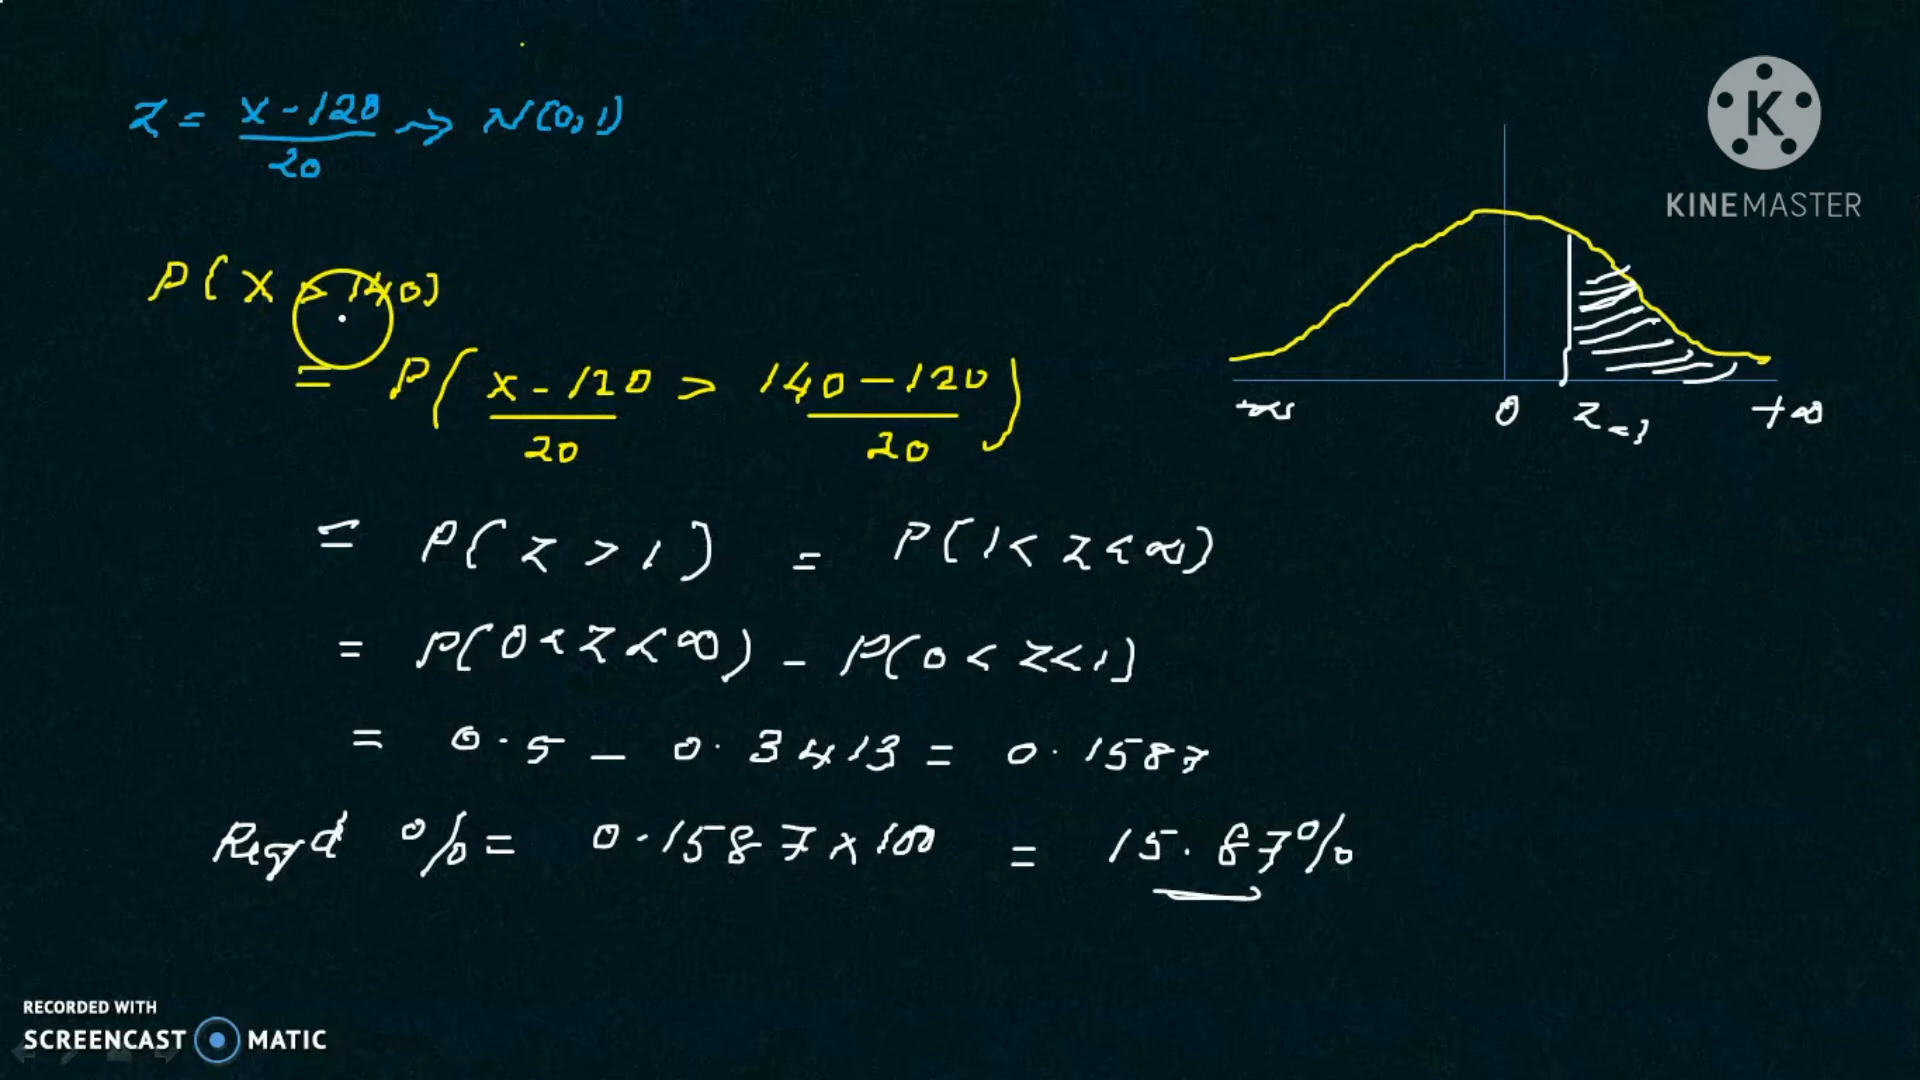 Z = x - 120 / 20 → N(0, 1)
K
KINEMASTER
P(x > 140)
= P(x - 120 / 20 > 140 - 120 / 20)
-∞ 0 Z = 1 +∞
= P(Z > 1) = P(1 < Z < ∞)
= P(0 < Z < ∞) - P(0 < Z < 1)
= 0.5 - 0.3413 = 0.1587
Reqd % = 0.1587 x 100 = 15.87%
RECORDED WITH
SCREENCAST MATIC